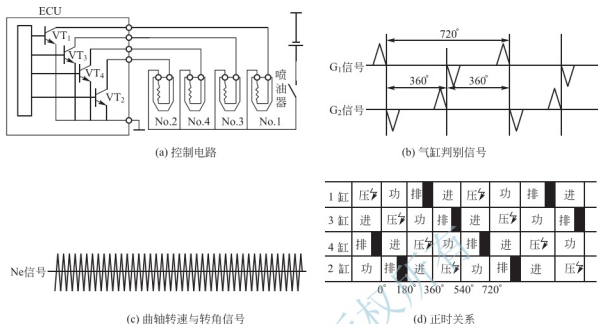 ECU
VT1
VT3
VT4
VT2
喷油器
No.2 No.4 No.3 No.1
(a) 控制电路
720°
G1信号
360° 360°
G2信号
(b) 气缸判别信号
Ne信号
(c) 曲轴转速与转角信号
1 缸 压 功 排 进 压 功 排 进
3 缸 进 压 功 排 进 压 功 排
4 缸 排 进 压 功 排 进 压 功
2 缸 功 排 进 压 功 排 进 压
0° 180° 360° 540° 720°
(d) 正时关系
版权所有